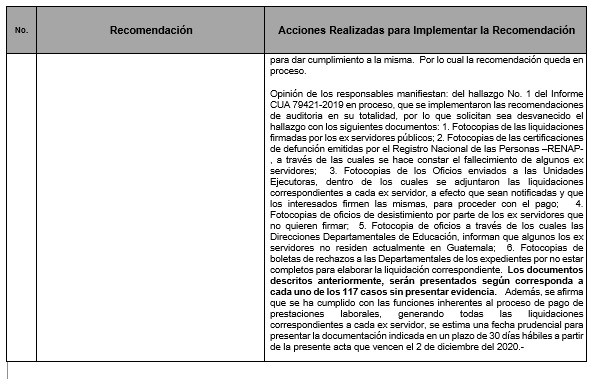 No.
Recomendación
Acciones Realizadas para Implementar la Recomendación
para dar cumplimiento a la misma. Por lo cual la recomendación queda en
proceso.
Opinión de los responsables manifiestan: del hallazgo No. 1 del Informe
CUA 79421-2019 en proceso, que se implementaron las recomendaciones
de auditoria en su totalidad, por lo que solicitan sea desvanecido el
hallazgo con los siguientes documentos: 1. Fotocopias de las liquidaciones
firmadas por los ex servidores públicos; 2. Fotocopias de las certificaciones
de defunción emitidas por el Registro Nacional de las Personas –RENAP-
, a través de las cuales se hace constar el fallecimiento de algunos ex
servidores; 3. Fotocopias de los Oficios enviados a las Unidades
Ejecutoras, dentro de los cuales se adjuntaron las liquidaciones
correspondientes a cada ex servidor, a efecto que sean notificadas y que
los interesados firmen las mismas, para proceder con el pago; 4.
Fotocopias de oficios de desistimiento por parte de los ex servidores que
no quieren firmar; 5. Fotocopia de oficios a través de los cuales las
Direcciones Departamentales de Educación, informan que algunos los ex
servidores no residen actualmente en Guatemala; 6. Fotocopias de
boletas de rechazos a las Departamentales de los expedientes por no estar
completos para elaborar la liquidación correspondiente. Los documentos
descritos anteriormente, serán presentados según corresponda a
cada uno de los 117 casos sin presentar evidencia. Además, se afirma
que se ha cumplido con las funciones inherentes al proceso de pago de
prestaciones laborales, generando todas las liquidaciones
correspondientes a cada ex servidor, se estima una fecha prudencial para
presentar la documentación indicada en un plazo de 30 días hábiles a partir
de la presente acta que vencen el 2 de diciembre del 2020.-